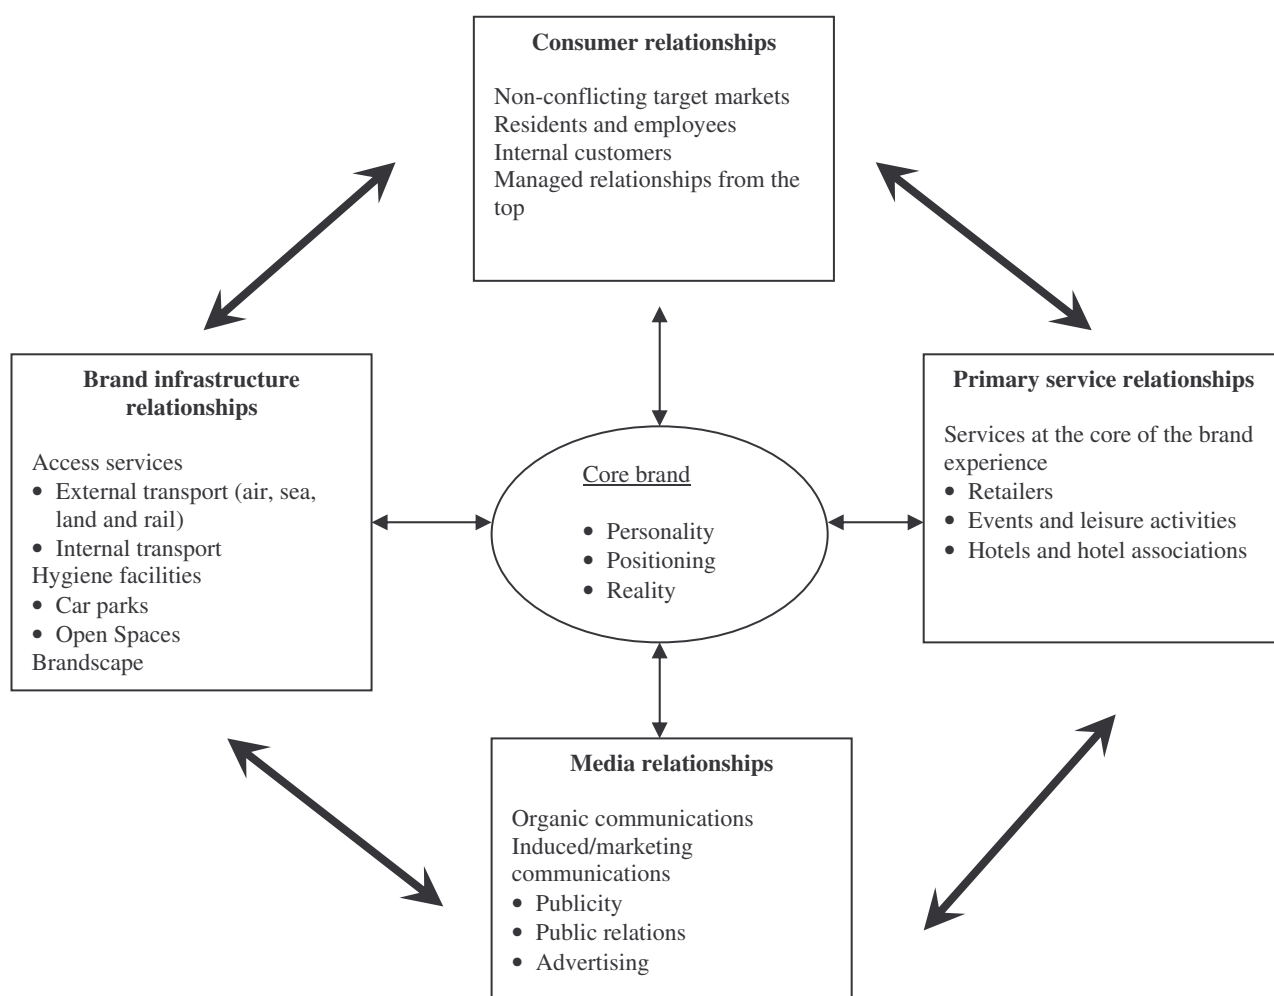 Consumer relationships
Non-conflicting target markets
Residents and employees
Internal customers
Managed relationships from the
top
Brand infrastructure
relationships
Access services
• External transport (air, sea,
land and rail)
• Internal transport
Hygiene facilities
• Car parks
• Open Spaces
Brandscape
Core brand
• Personality
• Positioning
• Reality
Primary service relationships
Services at the core of the brand
experience
• Retailers
• Events and leisure activities
• Hotels and hotel associations
Media relationships
Organic communications
Induced/marketing
communications
• Publicity
• Public relations
• Advertising